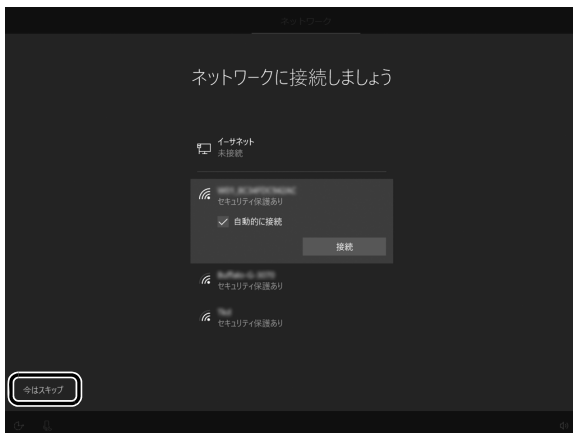 ネットワーク
ネットワークに接続しましょう
イーサネット
未接続
セキュリティ保護あり
自動的に接続
接続
セキュリティ保護あり
セキュリティ保護あり
今はスキップ